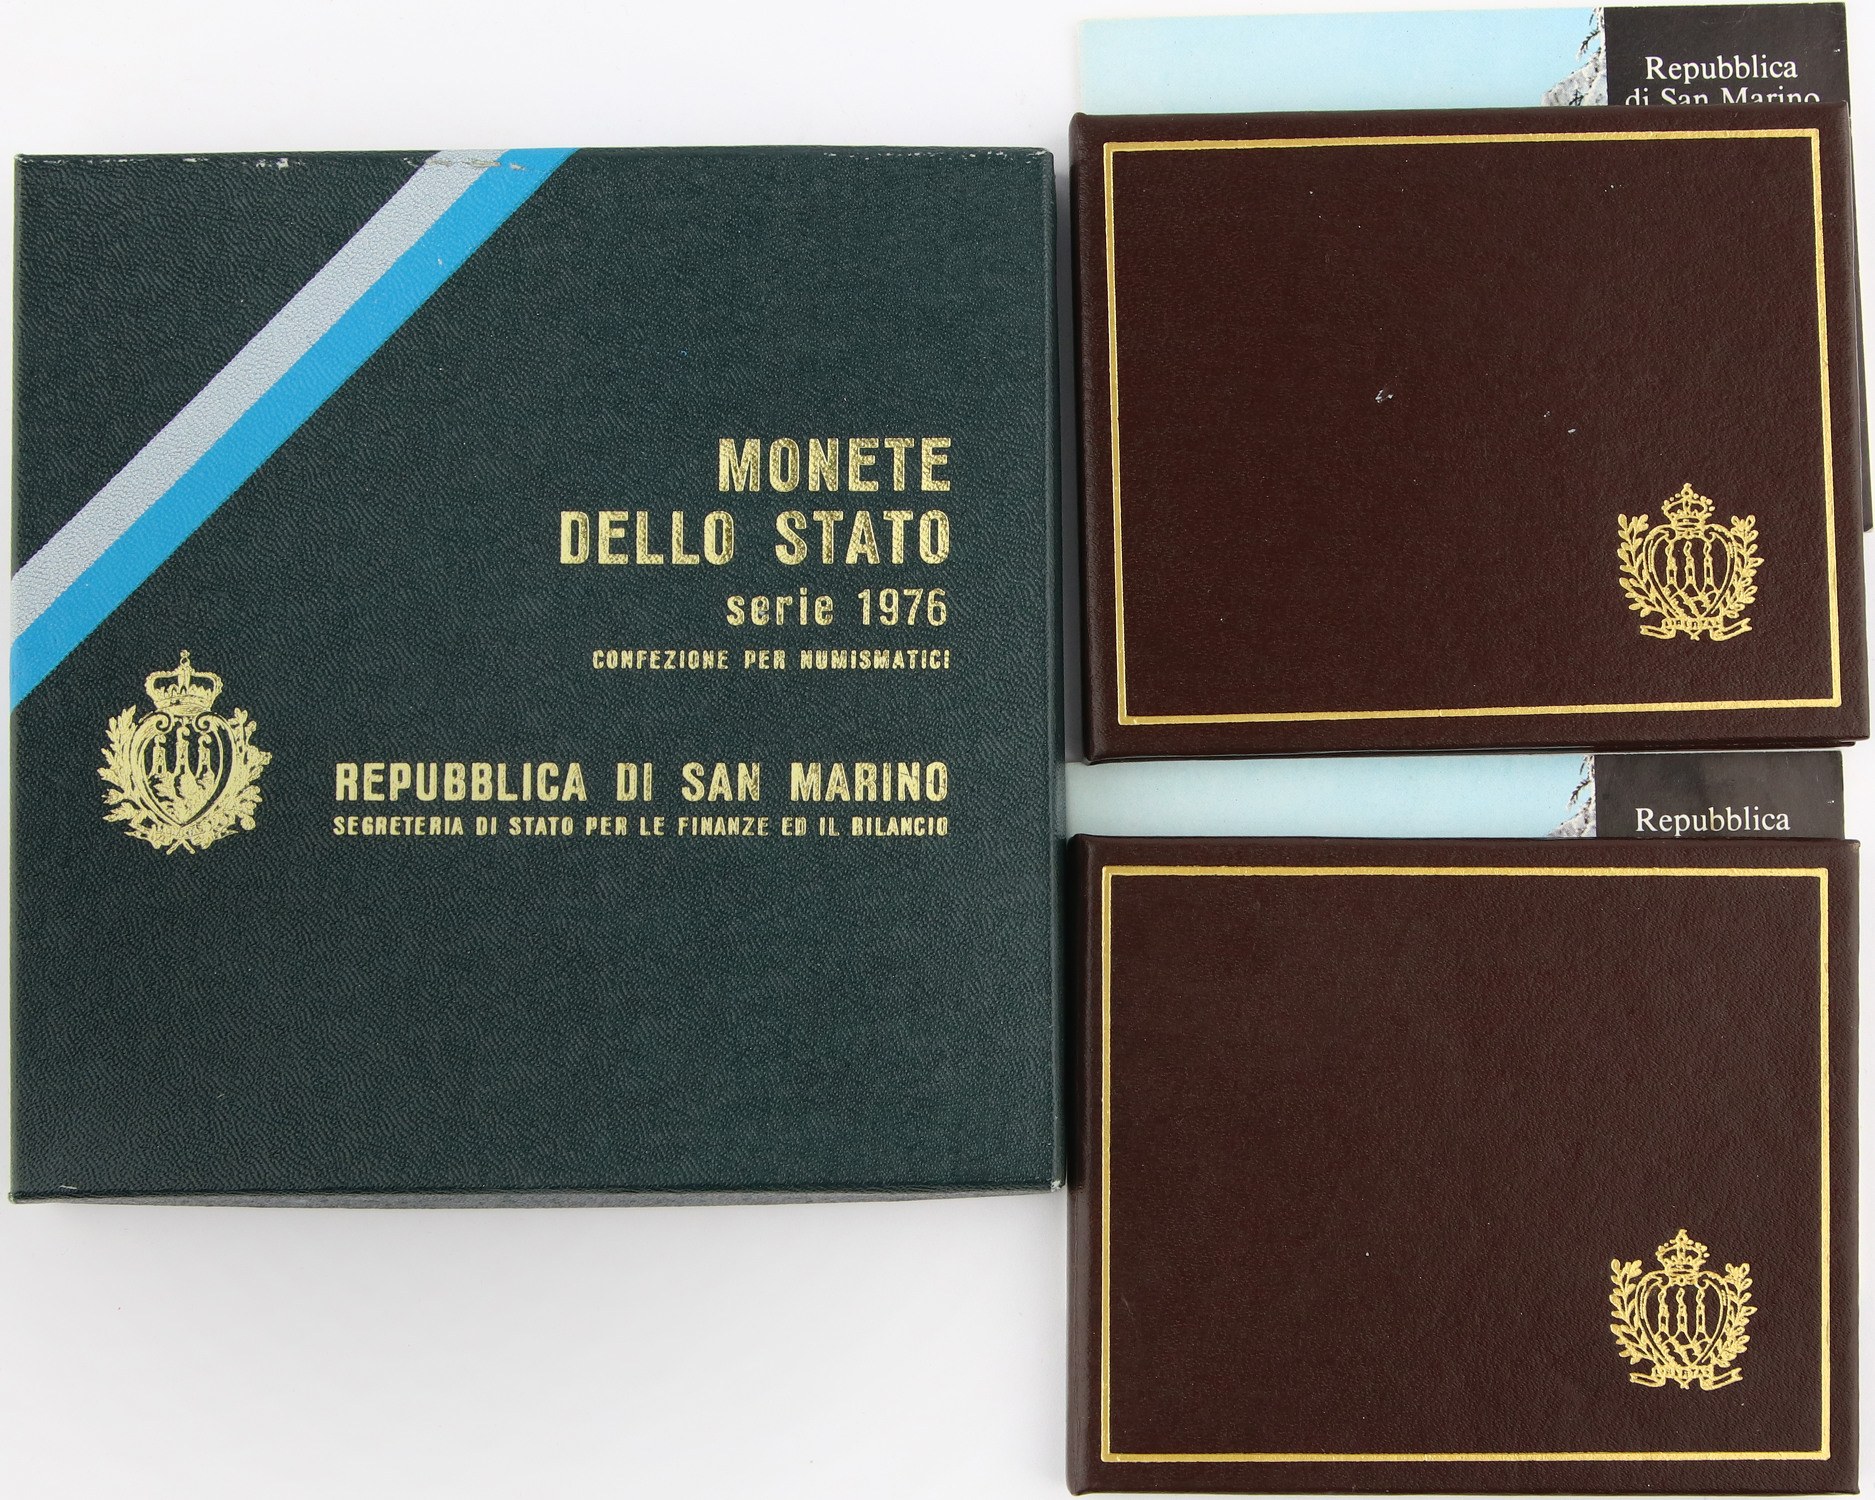 MONETE
DELLO STATO
serie 1976
CONFEZIONE PER NUMISMATICI
REPUBBLICA DI SAN MARINO
SEGRETERIA DI STATO PER LE FINANZE ED IL BILANCIO
Repubblica
di San Marino
Repubblica